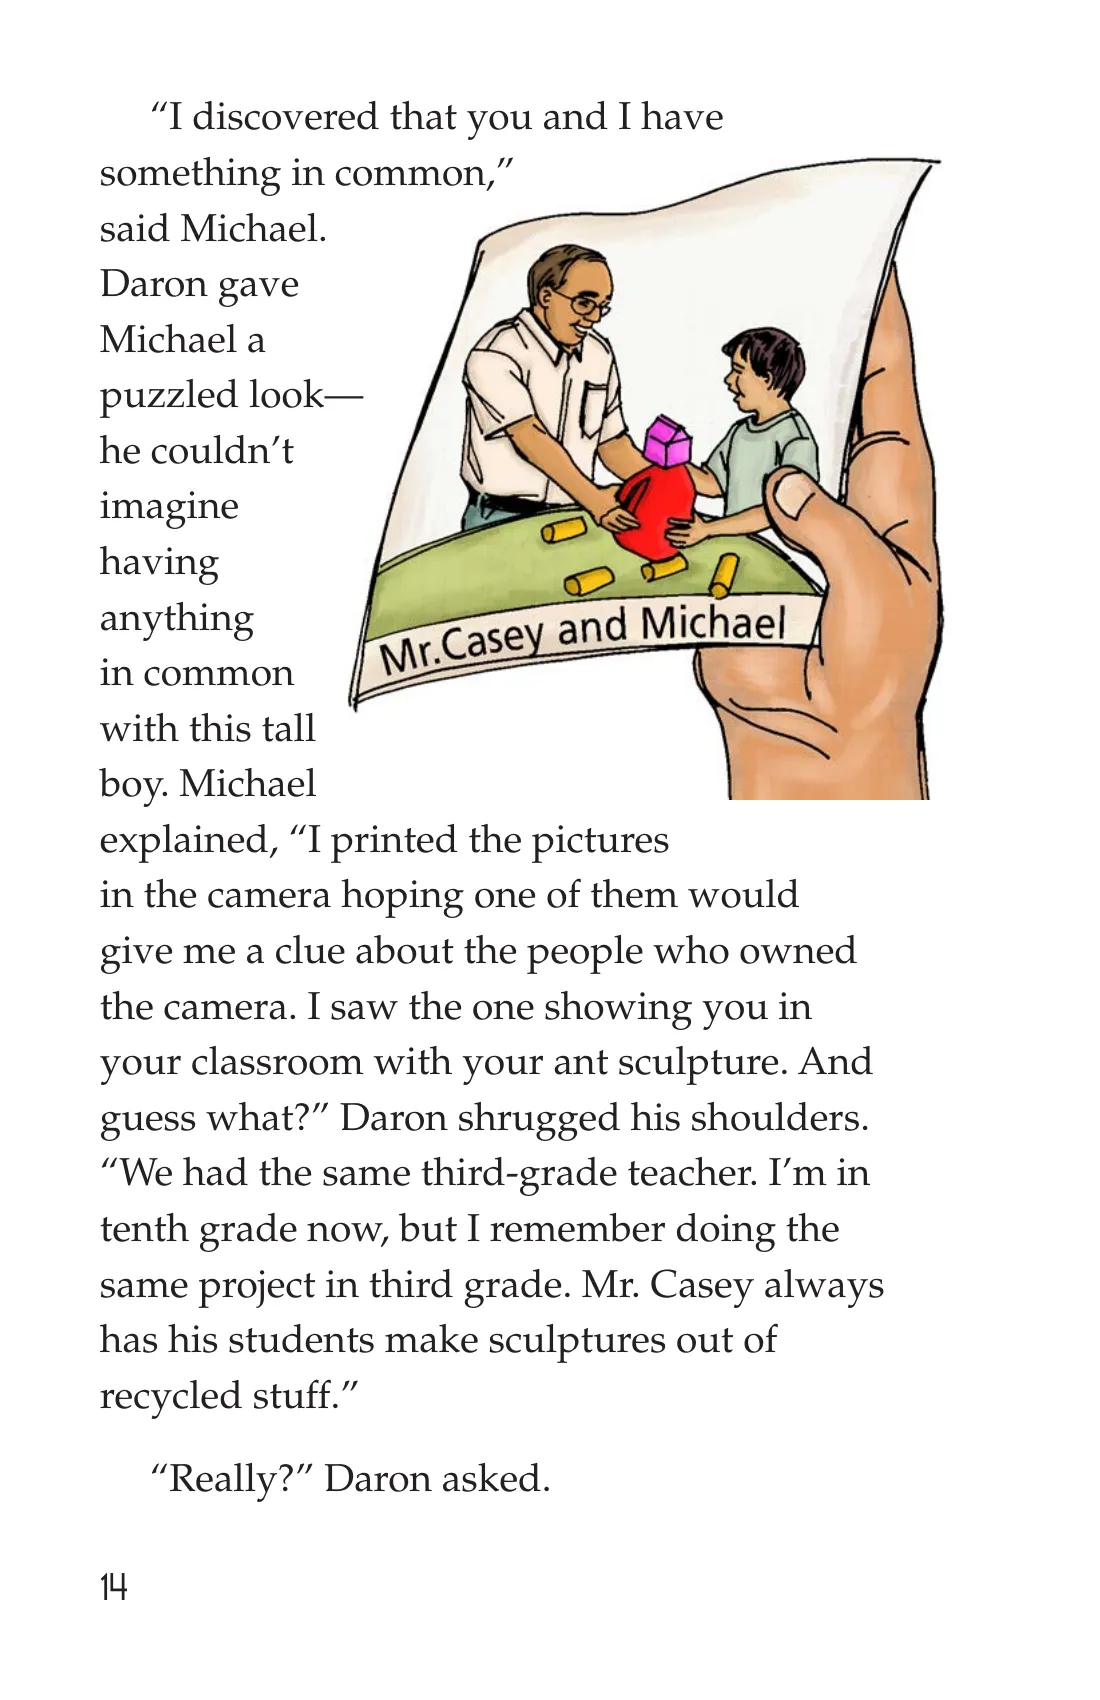 “I discovered that you and I have
something in common,”
said Michael.
Daron gave
Michael a
puzzled look—
he couldn’t
imagine
having
anything
in common
with this tall
boy. Michael
explained, “I printed the pictures
in the camera hoping one of them would
give me a clue about the people who owned
the camera. I saw the one showing you in
your classroom with your ant sculpture. And
guess what?” Daron shrugged his shoulders.
“We had the same third-grade teacher. I’m in
tenth grade now, but I remember doing the
same project in third grade. Mr. Casey always
has his students make sculptures out of
recycled stuff.”
“Really?” Daron asked.
Mr.Casey and Michael
14